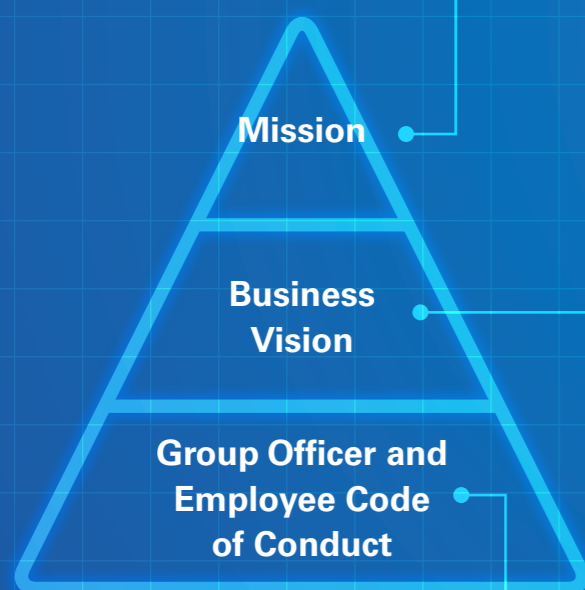 Mission
Business
Vision
Group Officer and
Employee Code
of Conduct